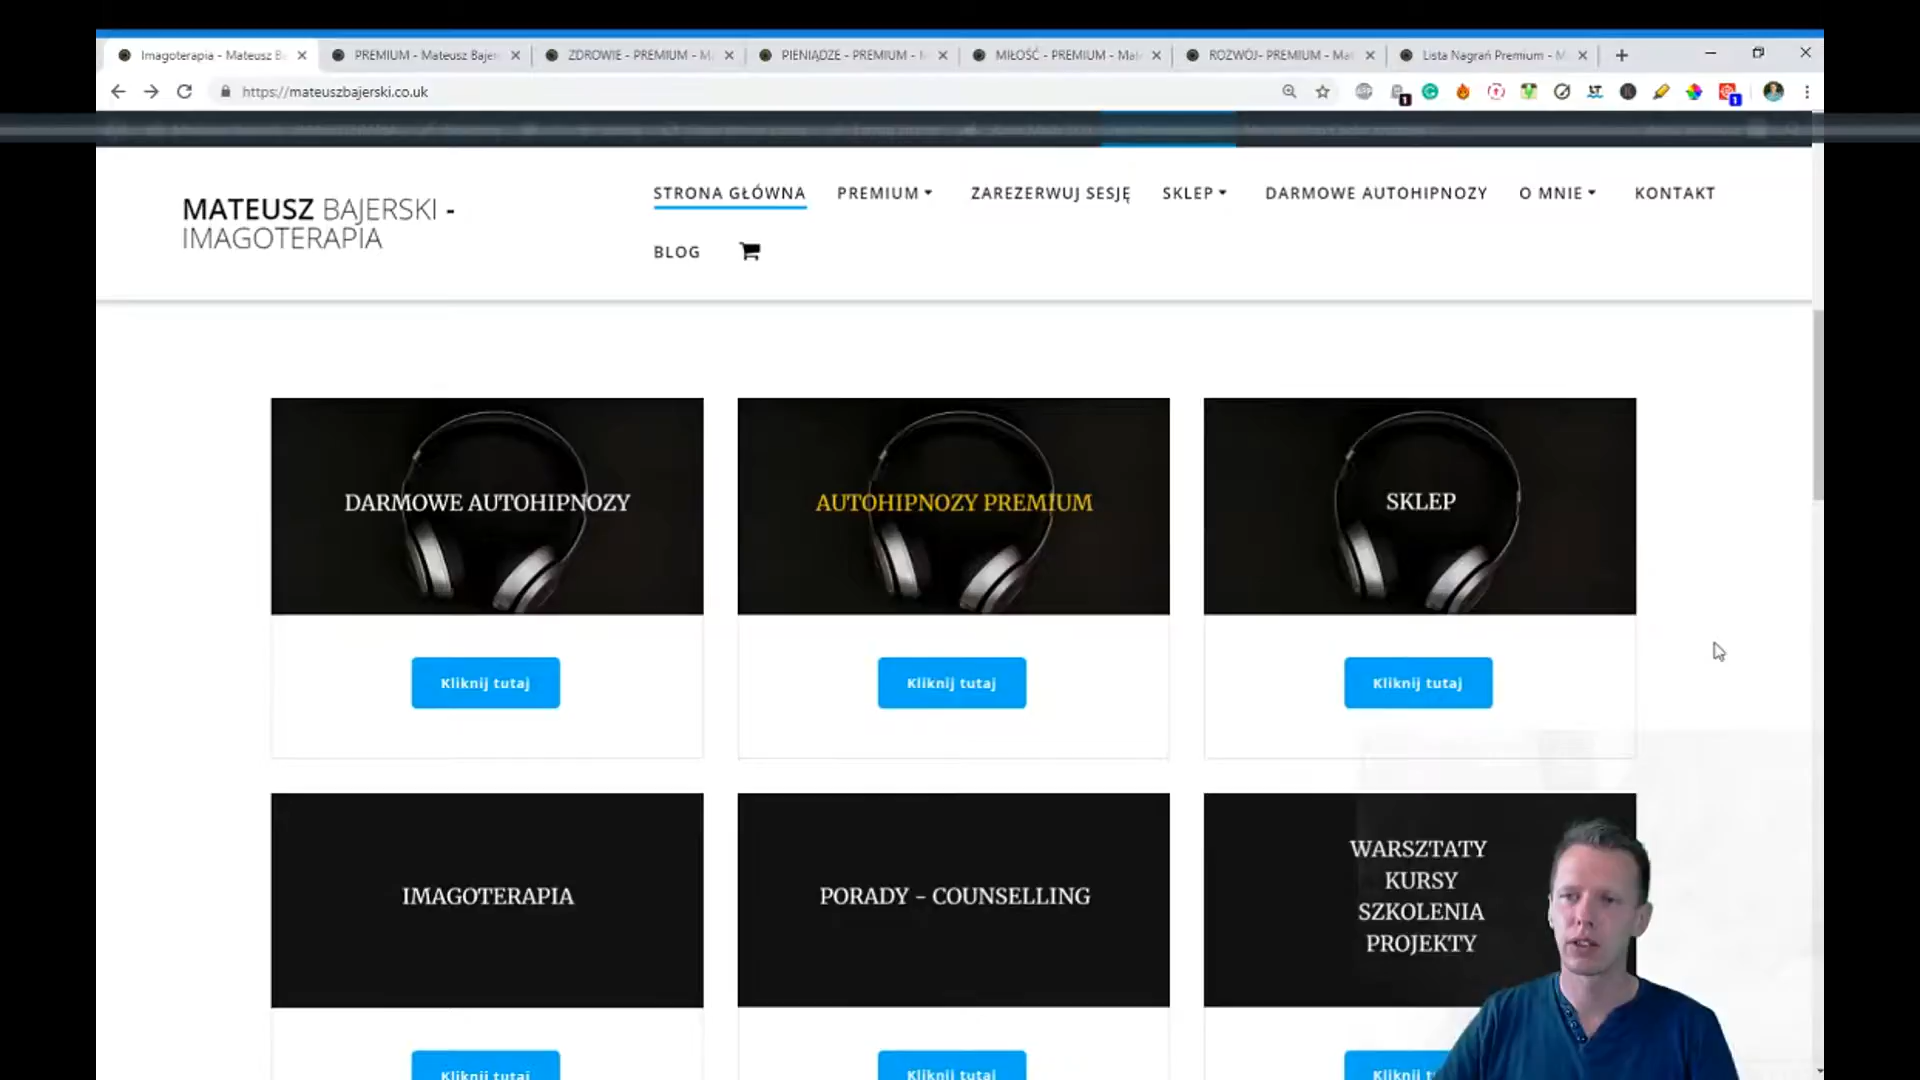 Imagoterapia - Mateusz B
PREMIUM - Mateusz Bajer
ZDROWIE - PREMIUM - M
PIENIĄDZE - PREMIUM -
MIŁOŚĆ - PREMIUM - Ma
ROZWÓJ- PREMIUM - Mat
Lista Nagrań Premium - M
https://mateuszbajerski.co.uk
1
1
MATEUSZ BAJERSKI -
IMAGOTERAPIA
STRONA GŁÓWNA
PREMIUM
ZAREZERWUJ SESJĘ
SKLEP
DARMOWE AUTOHIPNOZY
O MNIE
KONTAKT
BLOG
DARMOWE AUTOHIPNOZY
AUTOHIPNOZY PREMIUM
SKLEP
Kliknij tutaj
Kliknij tutaj
Kliknij tutaj
IMAGOTERAPIA
PORADY – COUNSELLING
WARSZTATY
KURSY
SZKOLENIA
PROJEKTY
Kliknij tutaj
Kliknij tutaj
Kliknij